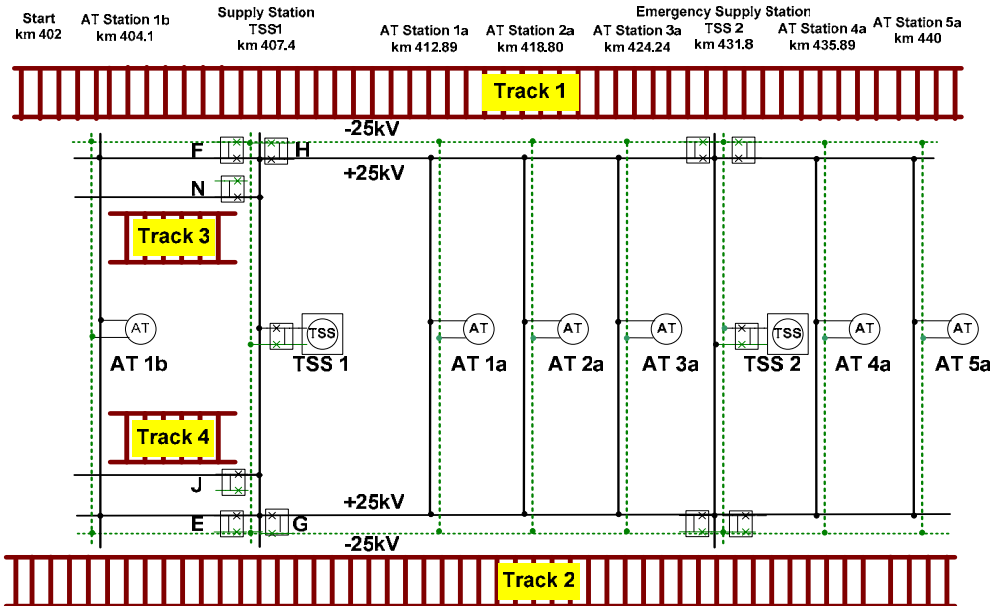 Start
km 402
AT Station 1b
km 404.1
Supply Station
TSS1
km 407.4
AT Station 1a
km 412.89
AT Station 2a
km 418.80
AT Station 3a
km 424.24
Emergency Supply Station
TSS 2
km 431.8
AT Station 4a
km 435.89
AT Station 5a
km 440
Track 1
-25kV
F
H
+25kV
N
Track 3
AT
AT 1b
TSS
TSS 1
AT
AT 1a
AT
AT 2a
AT
AT 3a
TSS
TSS 2
AT
AT 4a
AT
AT 5a
Track 4
J
+25kV
E
G
-25kV
Track 2